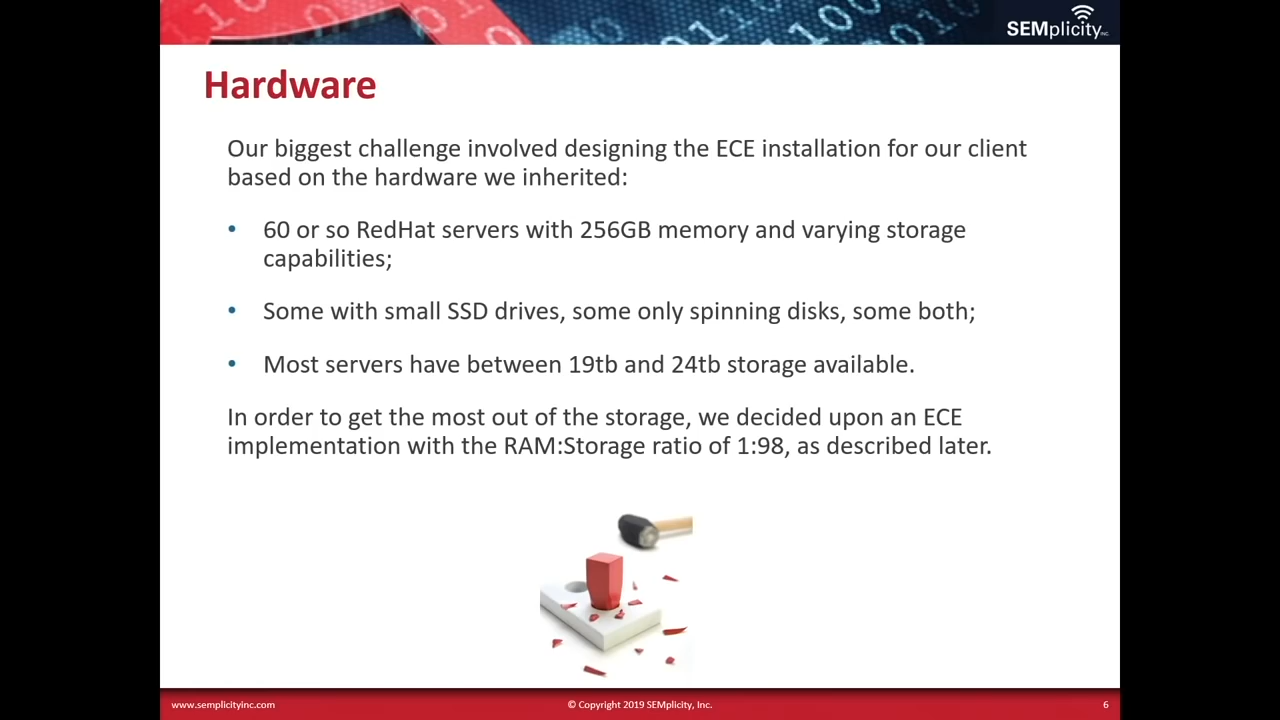 SEMplicity INC.
Hardware
Our biggest challenge involved designing the ECE installation for our client
based on the hardware we inherited:
• 60 or so RedHat servers with 256GB memory and varying storage
capabilities;
• Some with small SSD drives, some only spinning disks, some both;
• Most servers have between 19tb and 24tb storage available.
In order to get the most out of the storage, we decided upon an ECE
implementation with the RAM:Storage ratio of 1:98, as described later.
www.semplicityinc.com © Copyright 2019 SEMplicity, Inc. 6